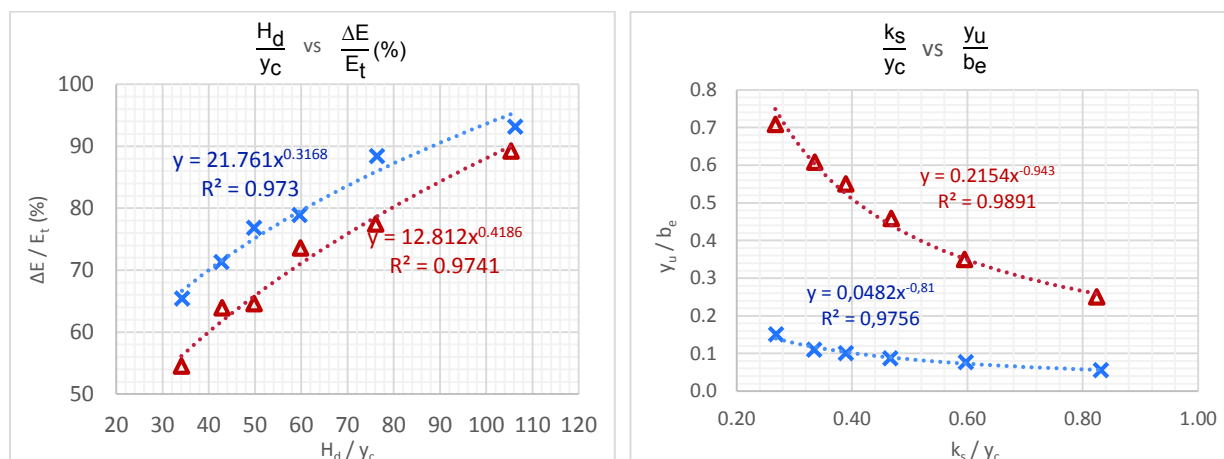 H_d / y_c vs ΔE / E_t (%)
100
90
80
70
60
50
ΔE / E_t (%)
y = 21.761x^0.3168
R² = 0.973
y = 12.812x^0.4186
R² = 0.9741
20 30 40 50 60 70 80 90 100 110 120
H_d / y_c
k_s / y_c vs y_u / b_e
0.8
0.7
0.6
0.5
0.4
0.3
0.2
0.1
0.0
y_u / b_e
y = 0.2154x^-0.943
R² = 0.9891
y = 0,0482x^-0,81
R² = 0,9756
0.20 0.40 0.60 0.80 1.00
k_s / y_c